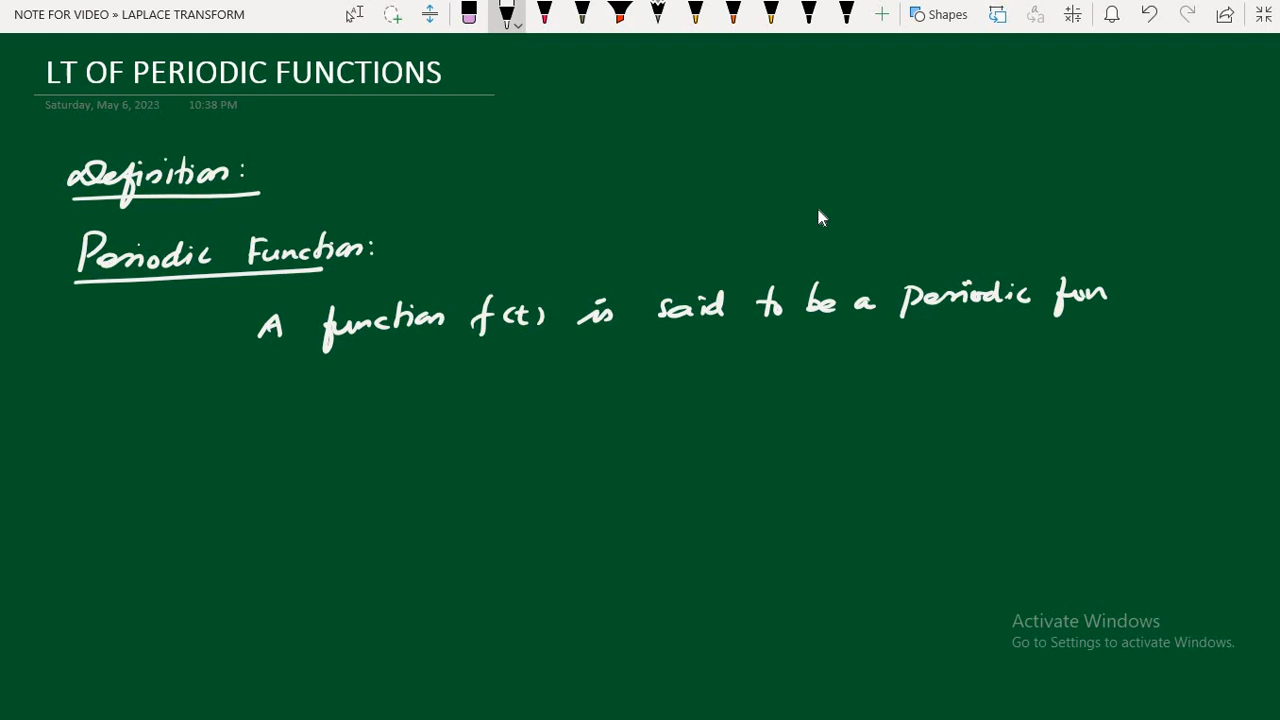 NOTE FOR VIDEO » LAPLACE TRANSFORM
Shapes
LT OF PERIODIC FUNCTIONS
Saturday, May 6, 2023 10:38 PM
Definition:
Periodic Function:
A function f(t) is said to be a periodic fun
Activate Windows
Go to Settings to activate Windows.